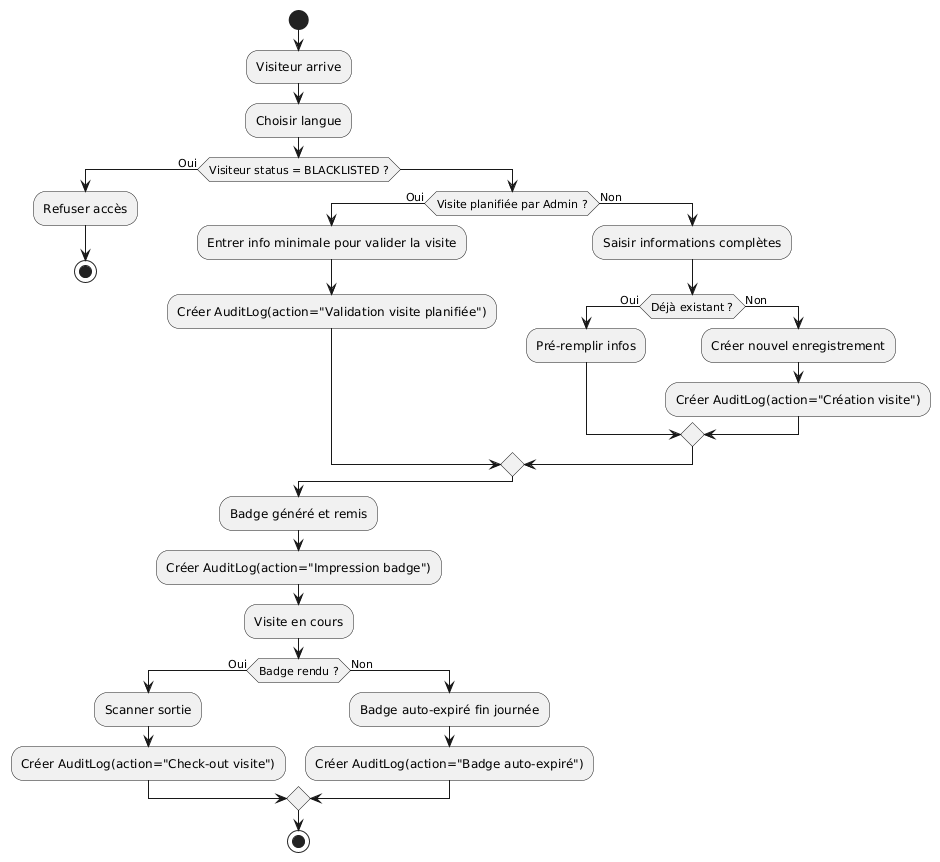 Visiteur arrive
Choisir langue
Oui
Visiteur status = BLACKLISTED ?
Refuser accès
Oui
Visite planifiée par Admin ?
Non
Entrer info minimale pour valider la visite
Saisir informations complètes
Créer AuditLog(action="Validation visite planifiée")
Oui
Déjà existant ?
Non
Pré-remplir infos
Créer nouvel enregistrement
Créer AuditLog(action="Création visite")
Badge généré et remis
Créer AuditLog(action="Impression badge")
Visite en cours
Oui
Badge rendu ?
Non
Scanner sortie
Badge auto-expiré fin journée
Créer AuditLog(action="Check-out visite")
Créer AuditLog(action="Badge auto-expiré")